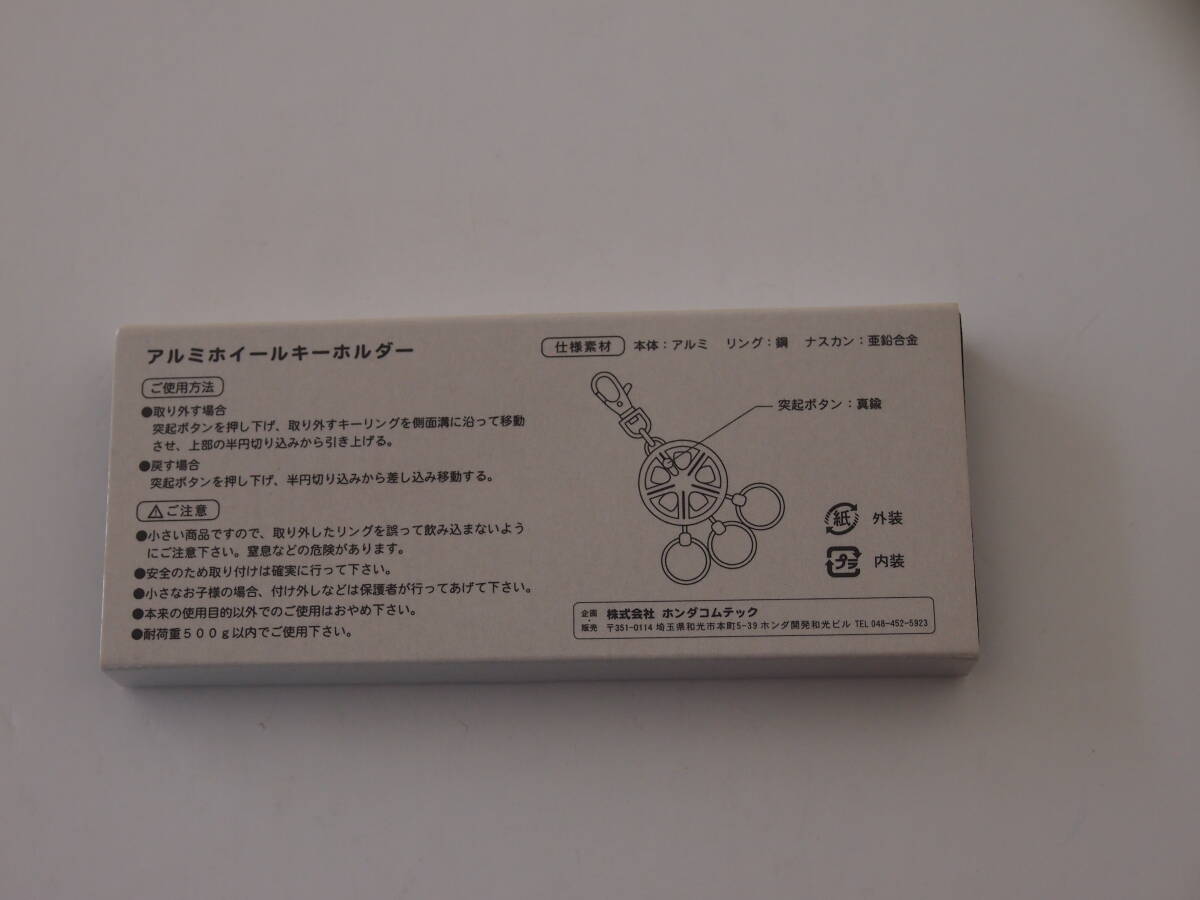 アルミホイールキーホルダー
ご使用方法
●取り外す場合
突起ボタンを押し下げ、取り外すキーリングを側面溝に沿って移動
させ、上部の半円切り込みから引き上げる。
●戻す場合
突起ボタンを押し下げ、半円切り込みから差し込み移動する。
⚠ご注意
●小さい商品ですので、取り外したリングを誤って飲み込まないよう
にご注意下さい。窒息などの危険があります。
●安全のため取り付けは確実に行って下さい。
●小さなお子様の場合、付け外しなどは保護者が行ってあげて下さい。
●本来の使用目的以外でのご使用はおやめ下さい。
●耐荷重５００ｇ以内でご使用下さい。
仕様素材 本体：アルミ リング：鋼 ナスカン：亜鉛合金
突起ボタン：真鍮
紙 外装
プラ 内装
企画・販売 株式会社 ホンダコムテック
〒351-0114 埼玉県和光市本町5-39 ホンダ開発和光ビル TEL 048-452-5923